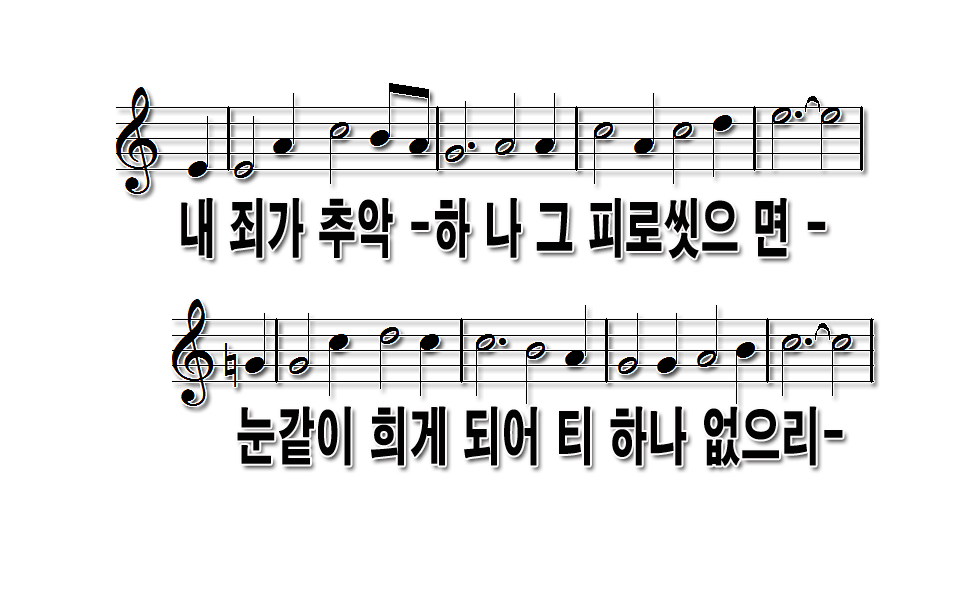 내 죄가 추악 -하 나 그 피로씻으 면 -
눈같이 희게 되어 티 하나 없으리-